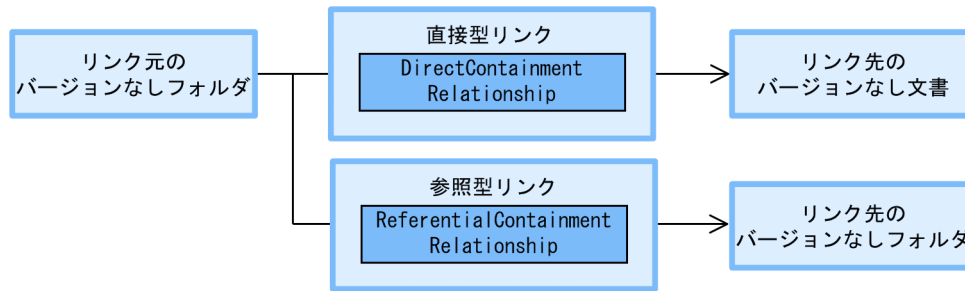 リンク元の
バージョンなしフォルダ
直接型リンク
DirectContainment
Relationship
リンク先の
バージョンなし文書
参照型リンク
ReferentialContainment
Relationship
リンク先の
バージョンなしフォルダ